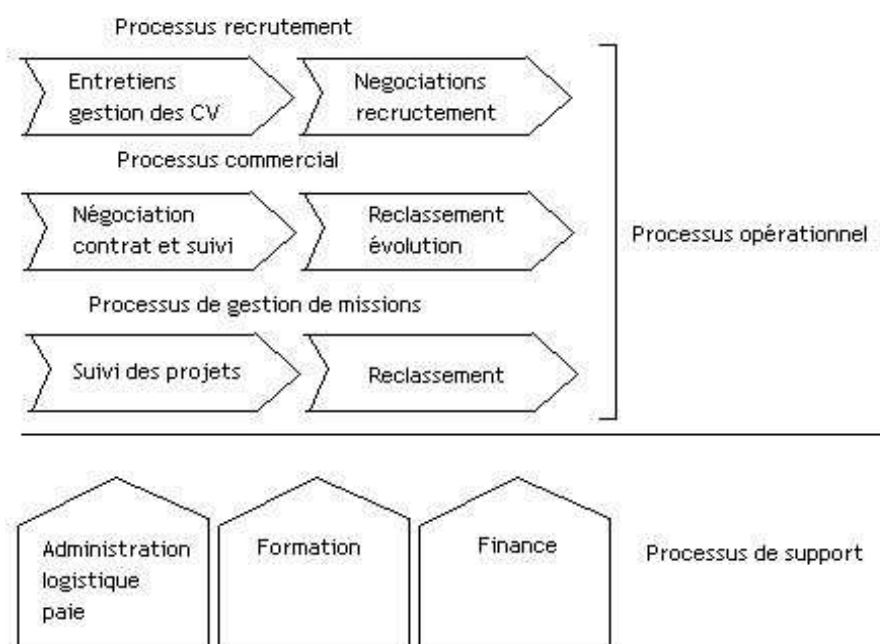 Processus recrutement
Entretiens
gestion des CV
Negociations
recructement
Processus commercial
Négociation
contrat et suivi
Reclassement
évolution
Processus opérationnel
Processus de gestion de missions
Suivi des projets
Reclassement
Administration
logistique
paie
Formation
Finance
Processus de support